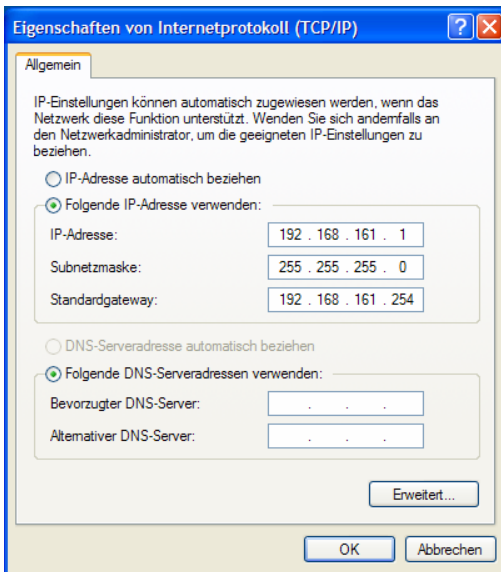 Eigenschaften von Internetprotokoll (TCP/IP)
Allgemein
IP-Einstellungen können automatisch zugewiesen werden, wenn das
Netzwerk diese Funktion unterstützt. Wenden Sie sich andernfalls an
den Netzwerkadministrator, um die geeigneten IP-Einstellungen zu
beziehen.
IP-Adresse automatisch beziehen
Folgende IP-Adresse verwenden:
IP-Adresse: 192 . 168 . 161 . 1
Subnetzmaske: 255 . 255 . 255 . 0
Standardgateway: 192 . 168 . 161 . 254
DNS-Serveradresse automatisch beziehen
Folgende DNS-Serveradressen verwenden:
Bevorzugter DNS-Server: . . .
Alternativer DNS-Server: . . .
Erweitert...
OK Abbrechen